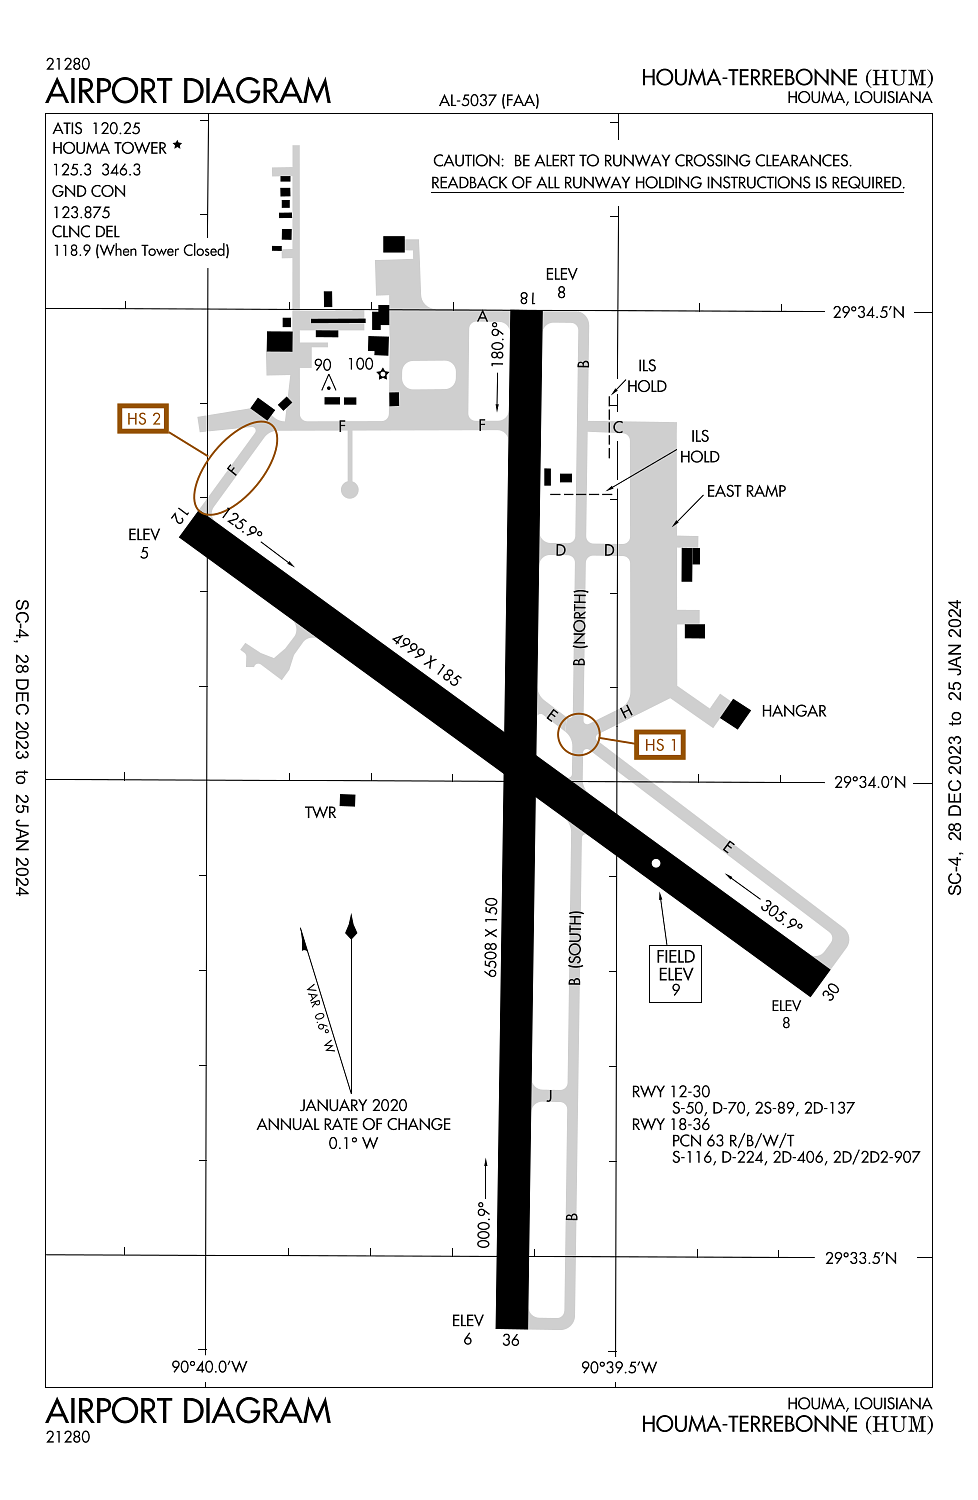 21280
AIRPORT DIAGRAM
AL-5037 (FAA)
HOUMA-TERREBONNE (HUM)
HOUMA, LOUISIANA
ATIS 120.25
HOUMA TOWER ★
125.3 346.3
GND CON
123.875
CLNC DEL
118.9 (When Tower Closed)
CAUTION: BE ALERT TO RUNWAY CROSSING CLEARANCES.
READBACK OF ALL RUNWAY HOLDING INSTRUCTIONS IS REQUIRED.
ELEV
8
18
29°34.5'N
A
180.9°
B
ILS
HOLD
90
100
HS 2
F
F
C
ILS
HOLD
F
EAST RAMP
12
125.9°
ELEV
5
D
D
B (NORTH)
4999 X 185
E
H
HANGAR
HS 1
29°34.0'N
TWR
E
305.9°
6508 X 150
B (SOUTH)
FIELD
ELEV
9
30
ELEV
8
VAR 0.6° W
JANUARY 2020
ANNUAL RATE OF CHANGE
0.1° W
J
RWY 12-30
S-50, D-70, 2S-89, 2D-137
RWY 18-36
PCN 63 R/B/W/T
S-116, D-224, 2D-406, 2D/2D2-907
000.9°
B
29°33.5'N
ELEV
6
36
90°40.0'W
90°39.5'W
SC-4, 28 DEC 2023 to 25 JAN 2024
SC-4, 28 DEC 2023 to 25 JAN 2024
AIRPORT DIAGRAM
21280
HOUMA, LOUISIANA
HOUMA-TERREBONNE (HUM)